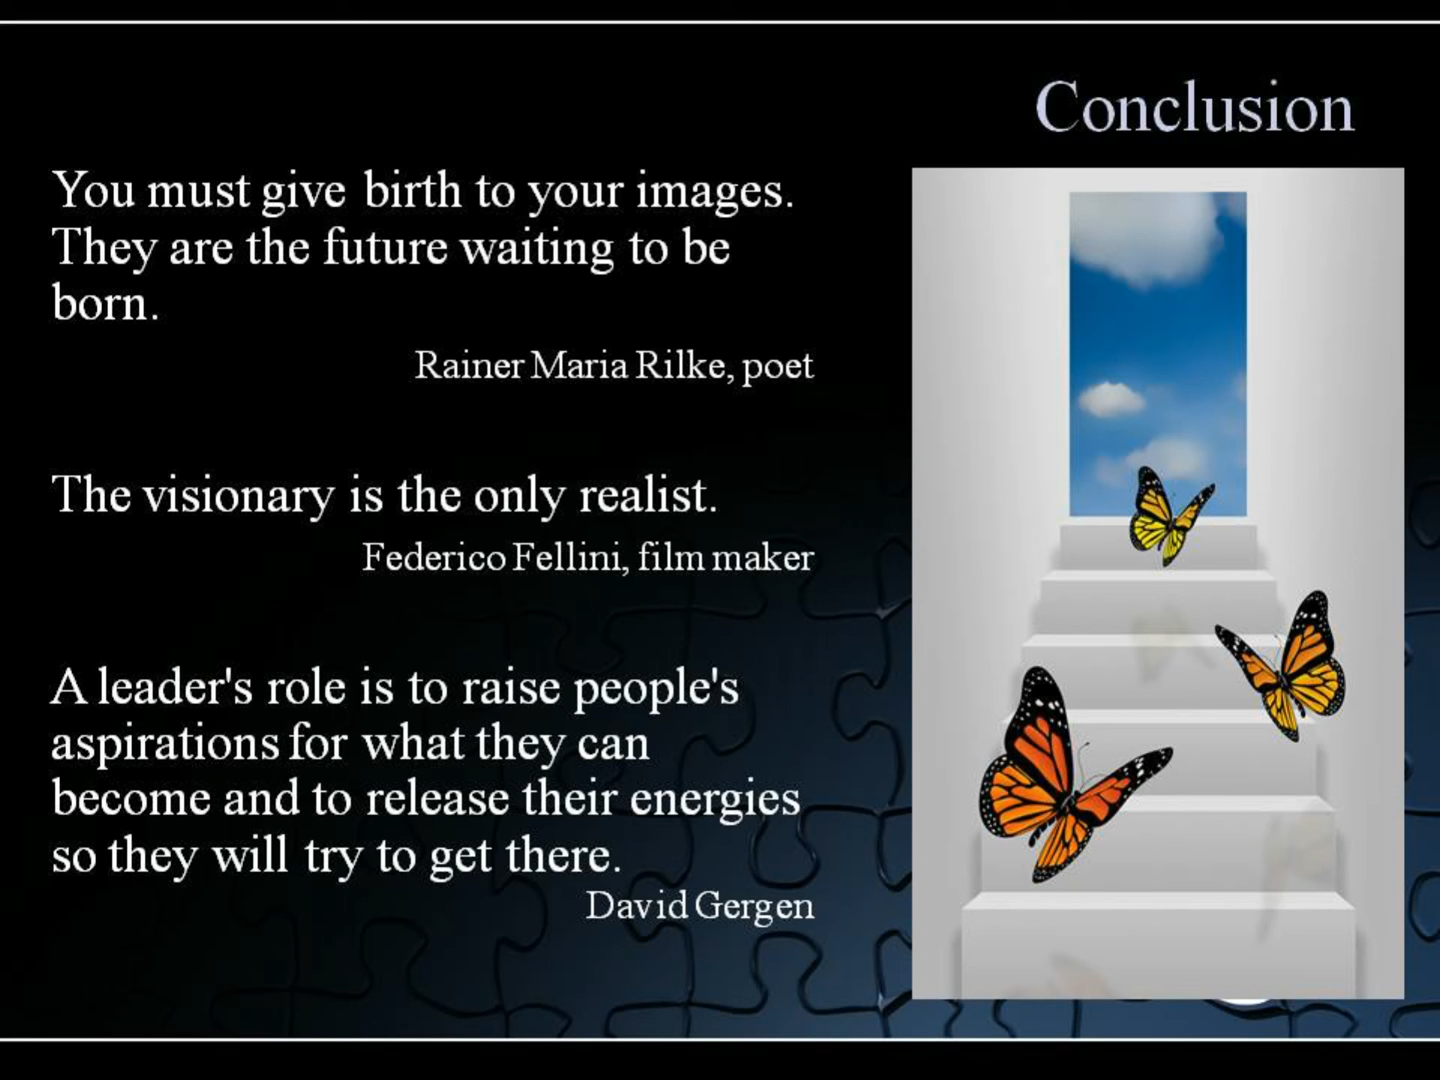 Conclusion
You must give birth to your images.
They are the future waiting to be
born.
Rainer Maria Rilke, poet
The visionary is the only realist.
Federico Fellini, film maker
A leader's role is to raise people's
aspirations for what they can
become and to release their energies
so they will try to get there.
David Gergen